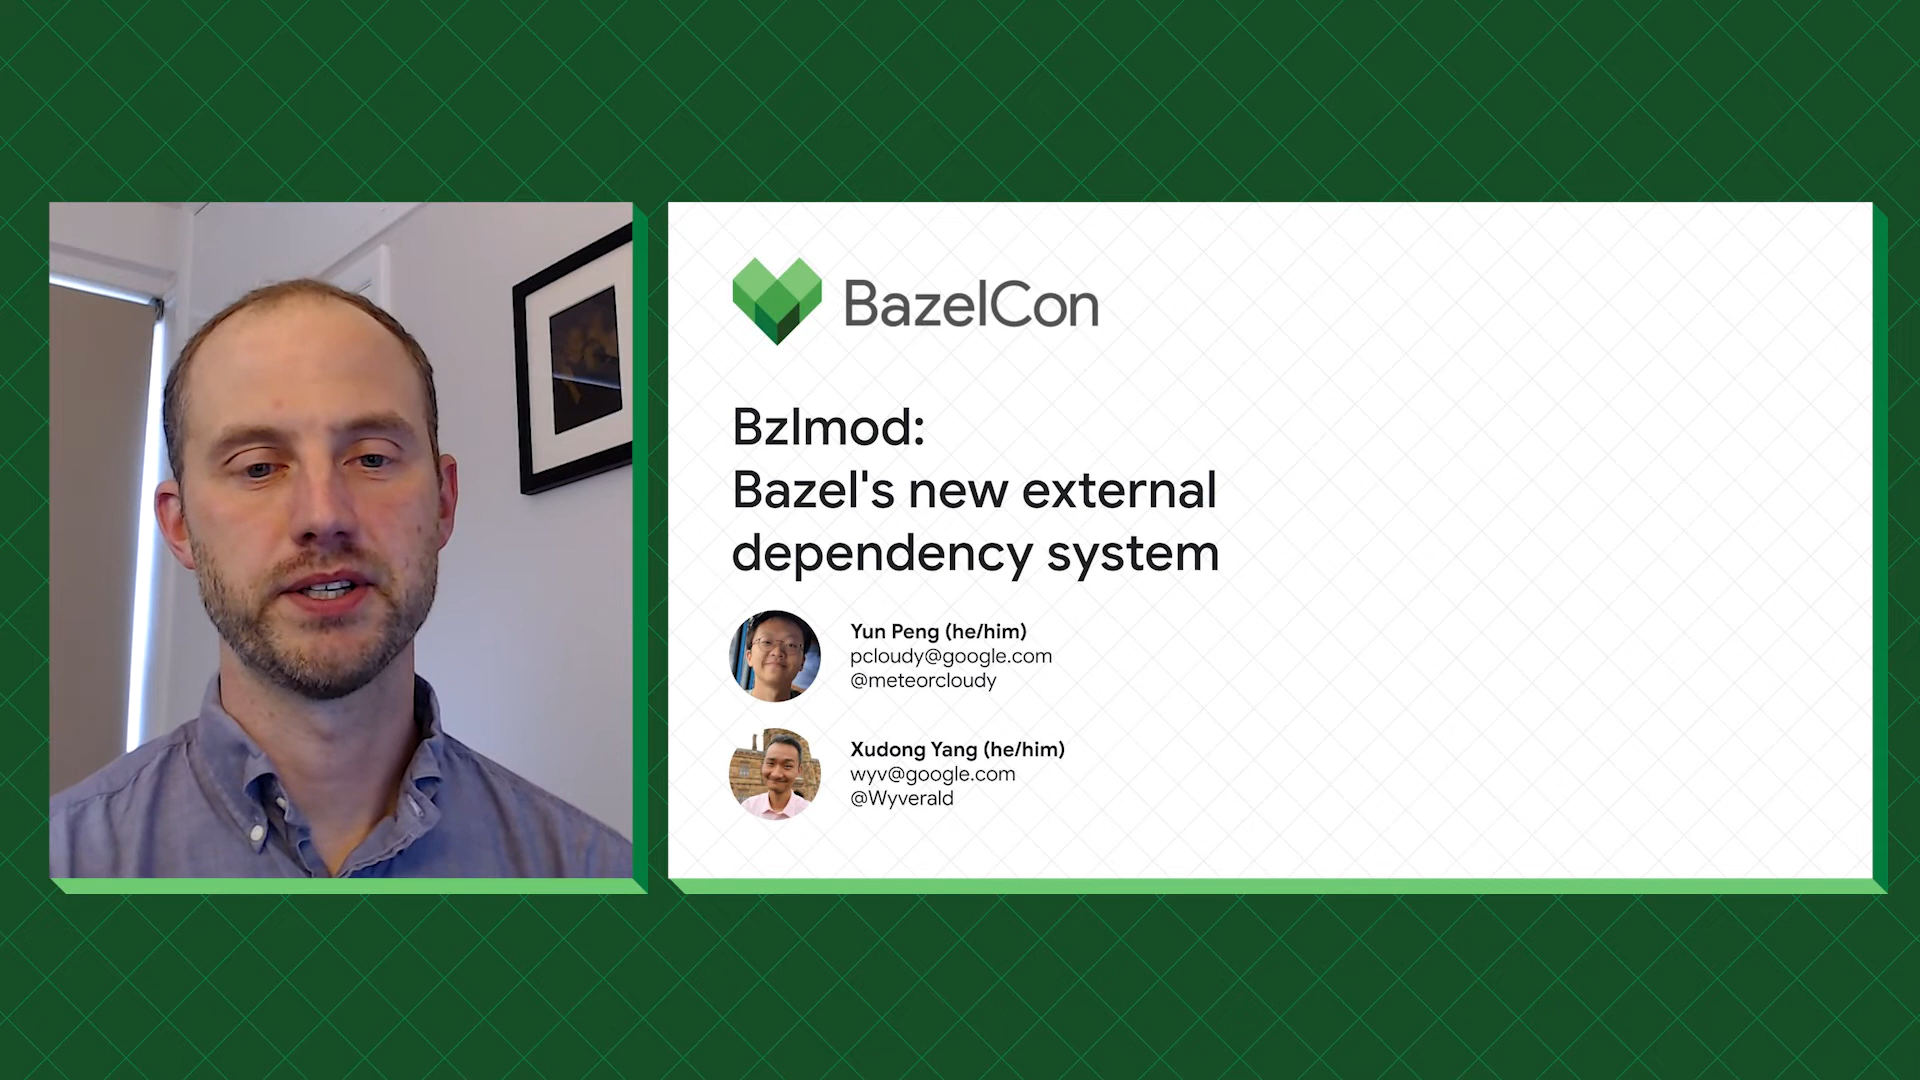 BazelCon
Bzlmod:
Bazel's new external
dependency system
Yun Peng (he/him)
pcloudy@google.com
@meteorcloudy
Xudong Yang (he/him)
wyv@google.com
@Wyverald